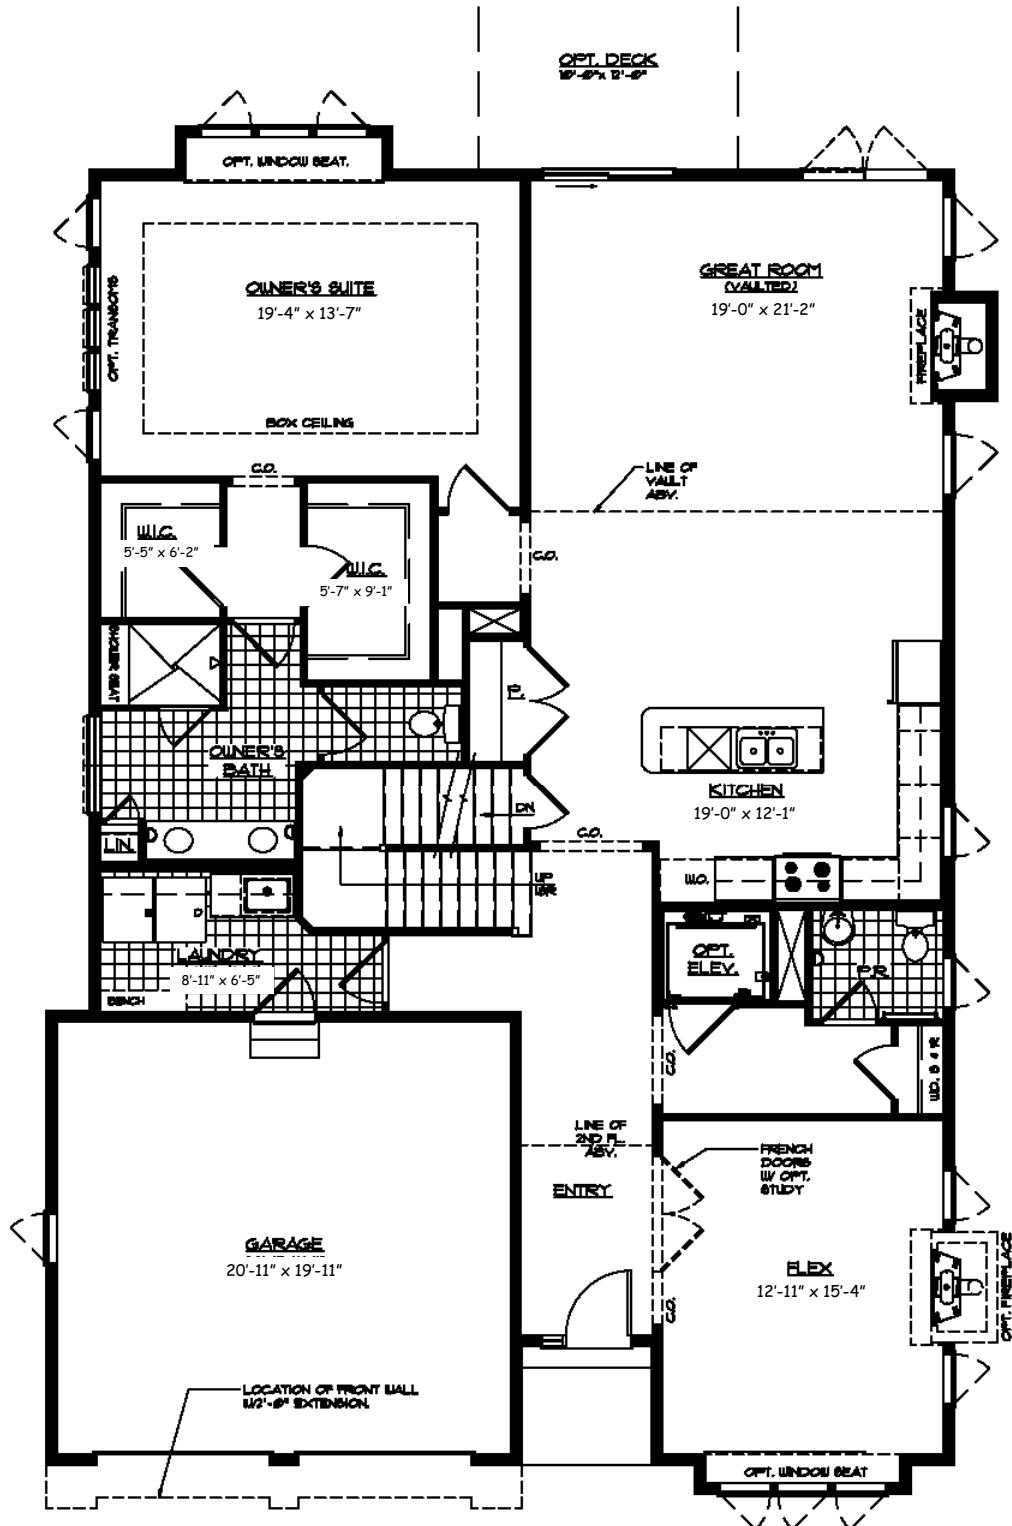 OPT. DECK
OPT. WINDOW SEAT.
OPT. TRANSOMS
OWNER'S SUITE
19'-4" x 13'-7"
BOX CEILING
GREAT ROOM
(VAULTED)
19'-0" x 21'-2"
FIREPLACE
LINE OF
VAULT
ABV.
C.O.
W.I.C.
5'-5" x 6'-2"
W.I.C.
5'-7" x 9'-1"
C.O.
SEAT
P.
OWNER'S
BATH
KITCHEN
19'-0" x 12'-1"
DN
C.O.
LIN.
UP
W.O.
D
LAUNDRY
8'-11" x 6'-5"
BENCH
OPT.
ELEV.
P.R.
C.O.
LINE OF
2ND FL.
ABV.
FRENCH
DOORS
W/ OPT.
STUDY
ENTRY
GARAGE
20'-11" x 19'-11"
FLEX
12'-11" x 15'-4"
OPT. FIREPLACE
C.O.
LOCATION OF FRONT WALL
W/2'-0" EXTENSION.
OPT. WINDOW SEAT